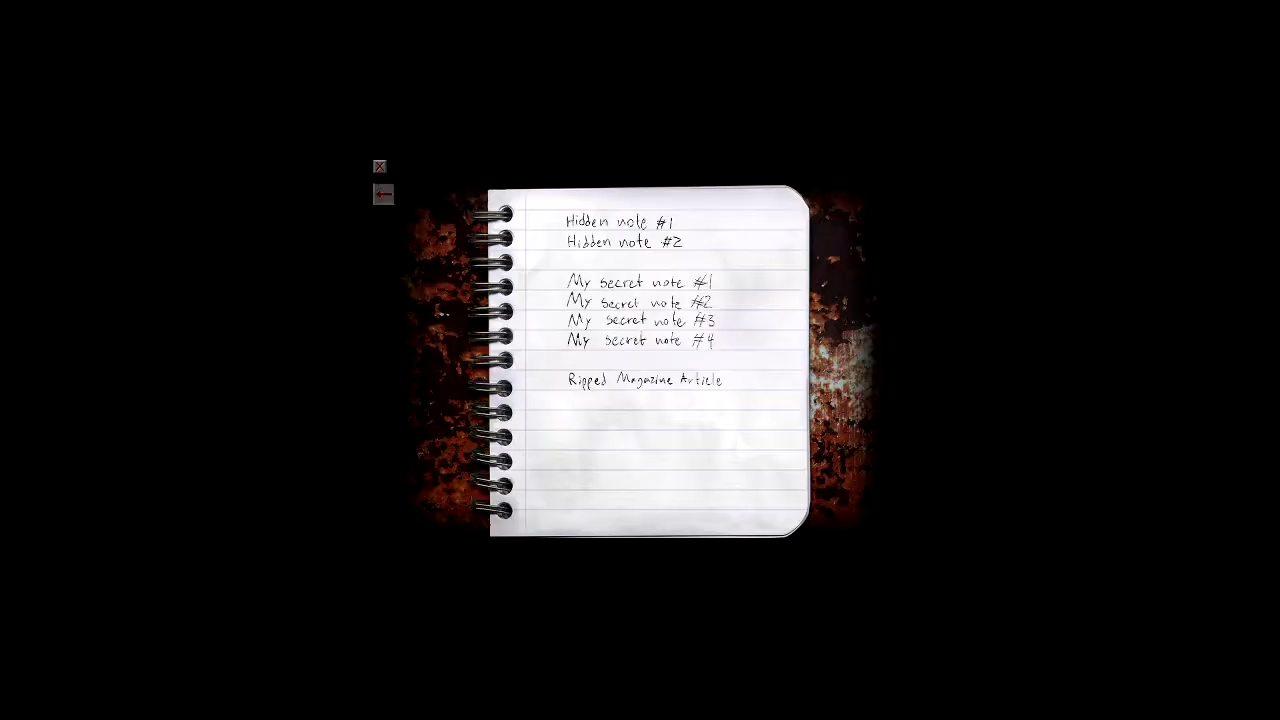 Hidden note #1
Hidden note #2
My secret note #1
My secret note #2
My secret note #3
My secret note #4
Ripped Magazine Article